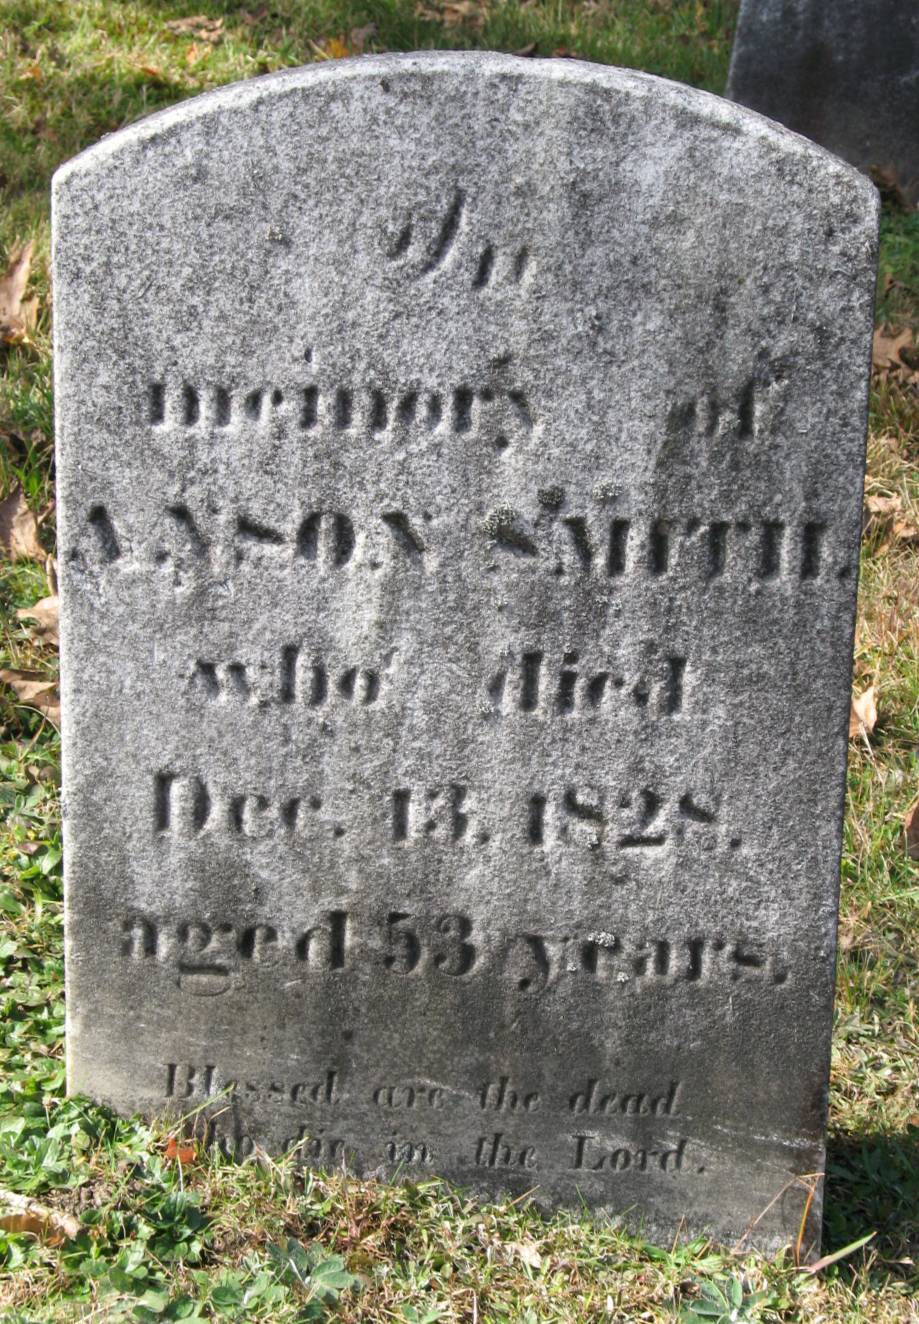 In
memory of
ANSON SMITH.
who died
Dec. 13. 1828.
aged 53 years.
Blessed are the dead
who die in the Lord.